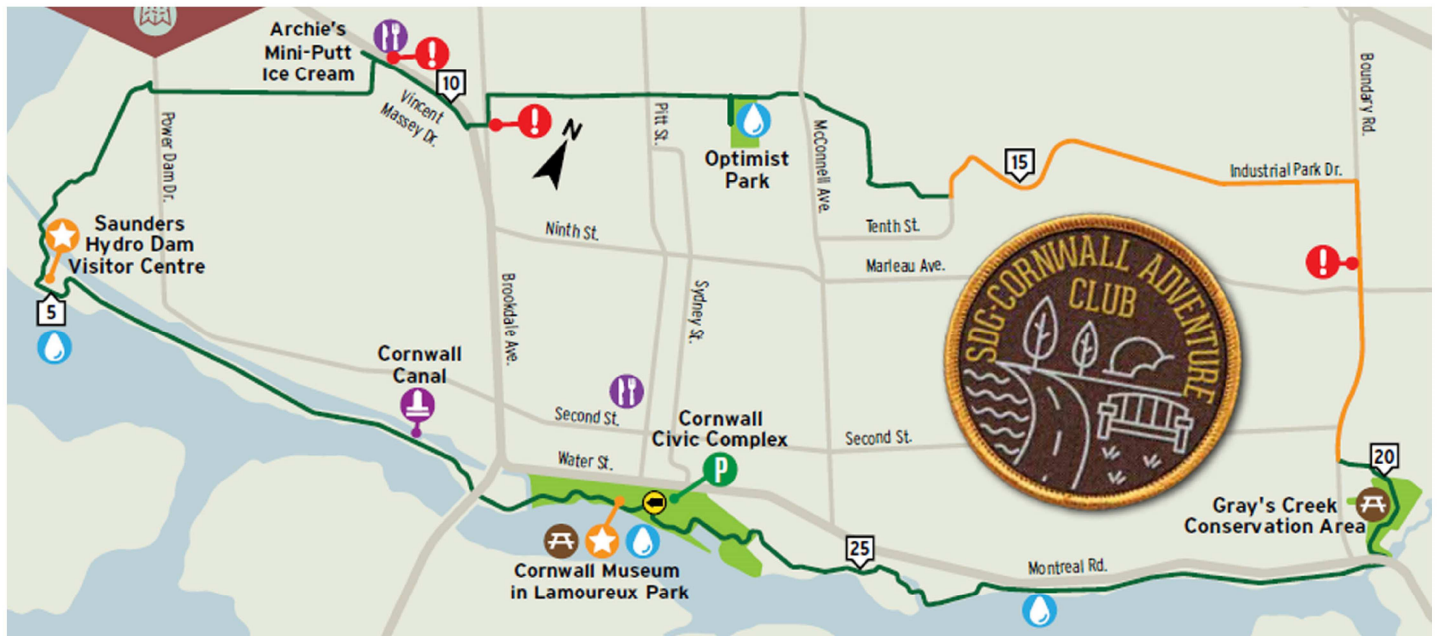 Archie's
Mini-Putt
Ice Cream
10
Vincent
Massey Dr.
Power Dam Dr.
N
Pitt St.
Optimist
Park
McConnell Ave.
15
Industrial Park Dr.
Boundary Rd.
Saunders
Hydro Dam
Visitor Centre
5
Ninth St.
Tenth St.
Marleau Ave.
Brookdale Ave.
Sydney St.
SDG·CORNWALL ADVENTURE
CLUB
Cornwall
Canal
Second St.
Cornwall
Civic Complex
P
Second St.
Water St.
20
Gray's Creek
Conservation Area
25
Cornwall Museum
in Lamoureux Park
Montreal Rd.